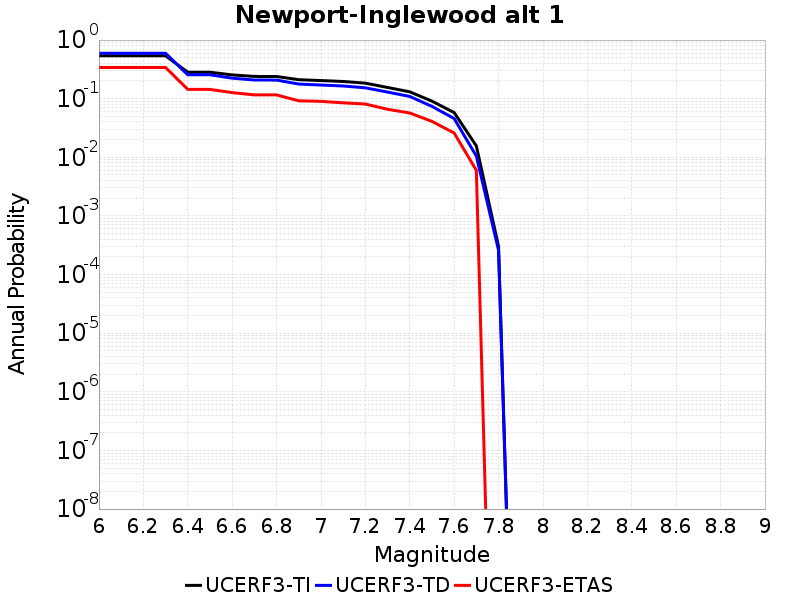 Newport-Inglewood alt 1
Annual Probability
10^0
10^-1
10^-2
10^-3
10^-4
10^-5
10^-6
10^-7
10^-8
6 6.2 6.4 6.6 6.8 7 7.2 7.4 7.6 7.8 8 8.2 8.4 8.6 8.8 9
Magnitude
UCERF3-TI UCERF3-TD UCERF3-ETAS